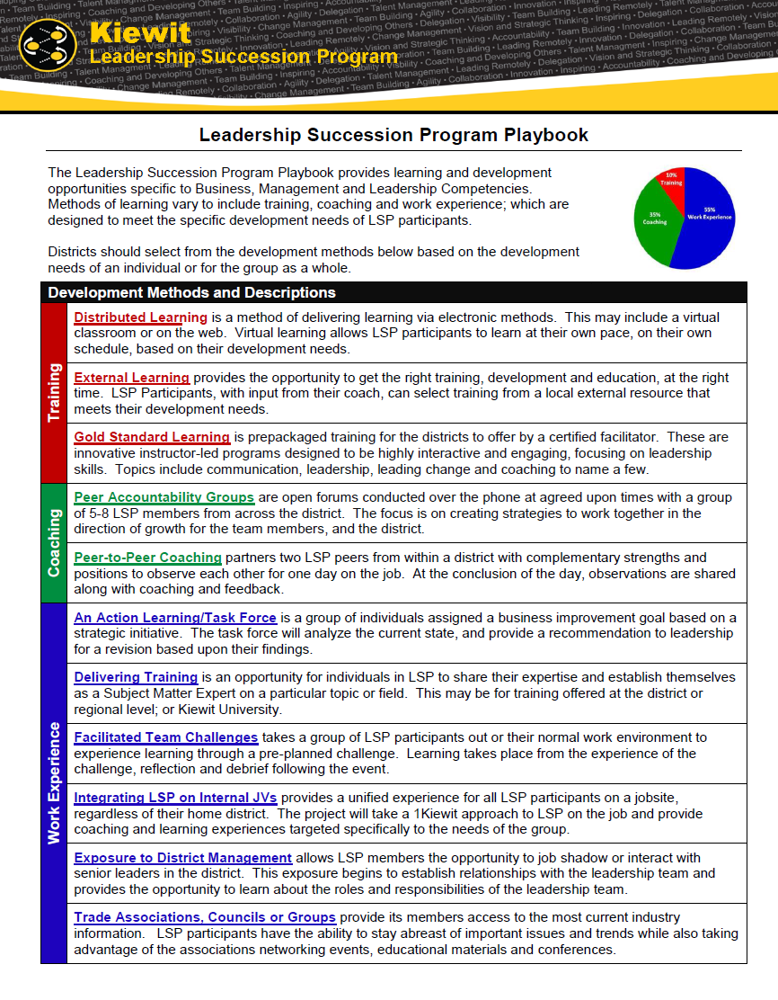 Kiewit
Leadership Succession Program
Leadership Succession Program Playbook
The Leadership Succession Program Playbook provides learning and development
opportunities specific to Business, Management and Leadership Competencies.
Methods of learning vary to include training, coaching and work experience; which are
designed to meet the specific development needs of LSP participants.
Districts should select from the development methods below based on the development
needs of an individual or for the group as a whole.
10%
Training
35%
Coaching
55%
Work Experience
Development Methods and Descriptions
Training
Distributed Learning is a method of delivering learning via electronic methods.  This may include a virtual
classroom or on the web.  Virtual learning allows LSP participants to learn at their own pace, on their own
schedule, based on their development needs.
External Learning provides the opportunity to get the right training, development and education, at the right
time.  LSP Participants, with input from their coach, can select training from a local external resource that
meets their development needs.
Gold Standard Learning is prepackaged training for the districts to offer by a certified facilitator.  These are
innovative instructor-led programs designed to be highly interactive and engaging, focusing on leadership
skills.  Topics include communication, leadership, leading change and coaching to name a few.
Coaching
Peer Accountability Groups are open forums conducted over the phone at agreed upon times with a group
of 5-8 LSP members from across the district.  The focus is on creating strategies to work together in the
direction of growth for the team members, and the district.
Peer-to-Peer Coaching partners two LSP peers from within a district with complementary strengths and
positions to observe each other for one day on the job.  At the conclusion of the day, observations are shared
along with coaching and feedback.
Work Experience
An Action Learning/Task Force is a group of individuals assigned a business improvement goal based on a
strategic initiative.  The task force will analyze the current state, and provide a recommendation to leadership
for a revision based upon their findings.
Delivering Training is an opportunity for individuals in LSP to share their expertise and establish themselves
as a Subject Matter Expert on a particular topic or field.  This may be for training offered at the district or
regional level; or Kiewit University.
Facilitated Team Challenges takes a group of LSP participants out or their normal work environment to
experience learning through a pre-planned challenge.  Learning takes place from the experience of the
challenge, reflection and debrief following the event.
Integrating LSP on Internal JVs provides a unified experience for all LSP participants on a jobsite,
regardless of their home district.  The project will take a 1Kiewit approach to LSP on the job and provide
coaching and learning experiences targeted specifically to the needs of the group.
Exposure to District Management allows LSP members the opportunity to job shadow or interact with
senior leaders in the district.  This exposure begins to establish relationships with the leadership team and
provides the opportunity to learn about the roles and responsibilities of the leadership team.
Trade Associations, Councils or Groups provide its members access to the most current industry
information.   LSP participants have the ability to stay abreast of important issues and trends while also taking
advantage of the associations networking events, educational materials and conferences.